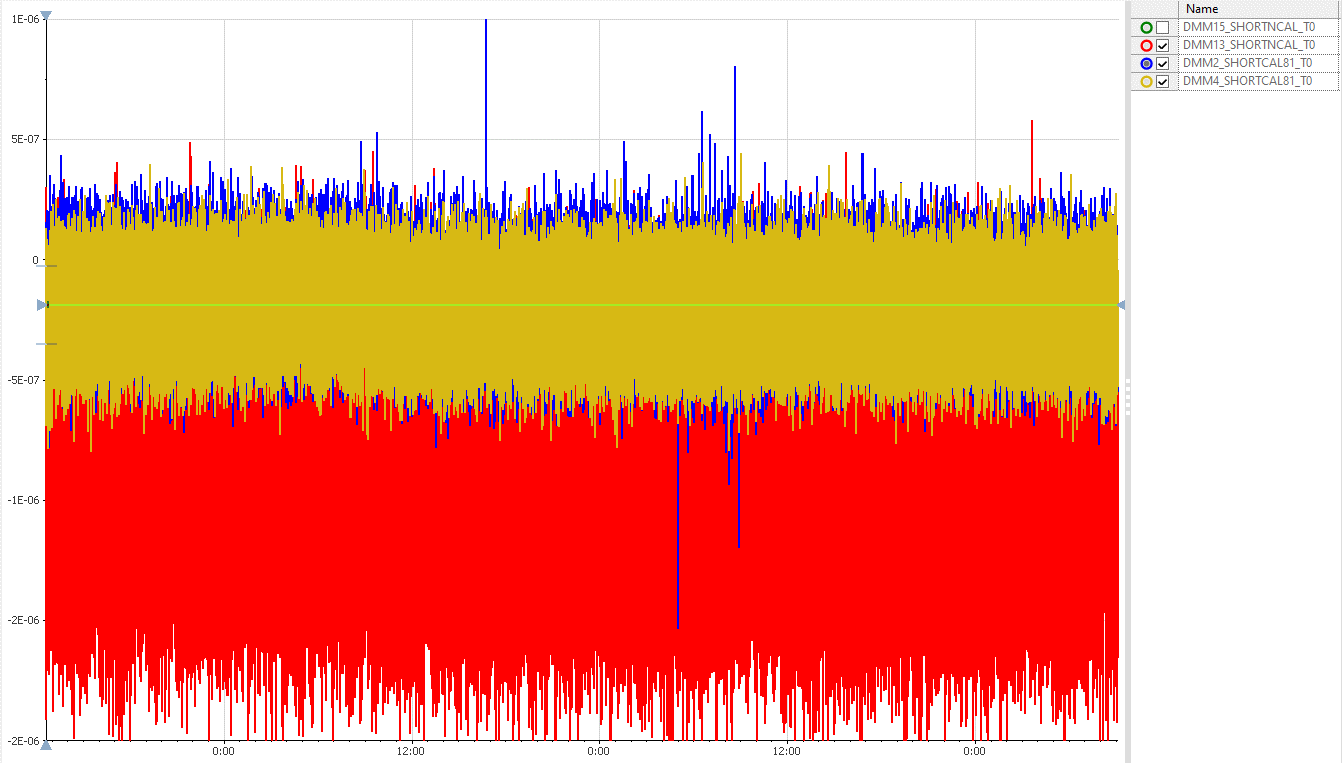 Name
DMM15_SHORTNCAL_T0
DMM13_SHORTNCAL_T0
DMM2_SHORTCAL81_T0
DMM4_SHORTCAL81_T0
1E-06
5E-07
0
-5E-07
-1E-06
-2E-06
-2E-06
0:00 12:00 0:00 12:00 0:00